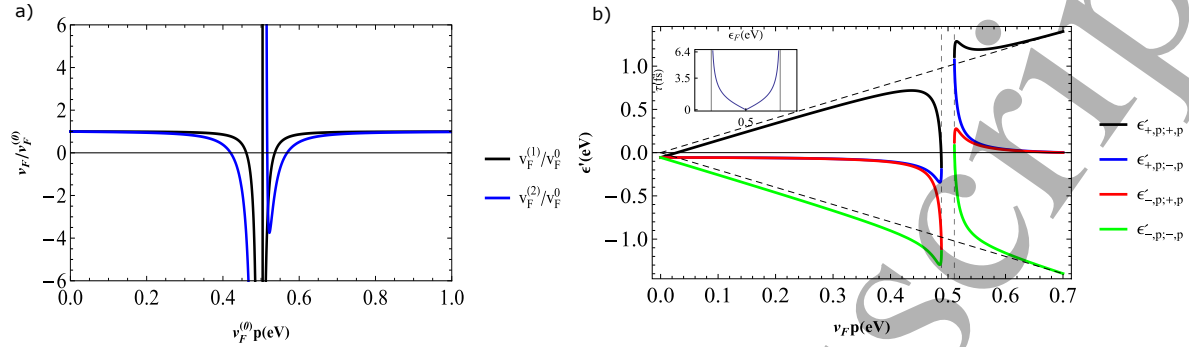 a)
6
4
2
0
−2
−4
−6
0.0
0.2
0.4
0.6
0.8
1.0
v_F/v_F^{(0)}
v_F^{(0)}p(eV)
v_F^{(1)}/v_F^0
v_F^{(2)}/v_F^0
b)
ϵ_F(eV)
6.4
3.5
0
τ(fs)
0.5
1.0
0.5
0.0
−0.5
−1.0
ϵ'(eV)
0.0
0.1
0.2
0.3
0.4
0.5
0.6
0.7
v_F p(eV)
ϵ'_{+,p;+,p}
ϵ'_{+,p;−,p}
ϵ'_{−,p;+,p}
ϵ'_{−,p;−,p}
scrip